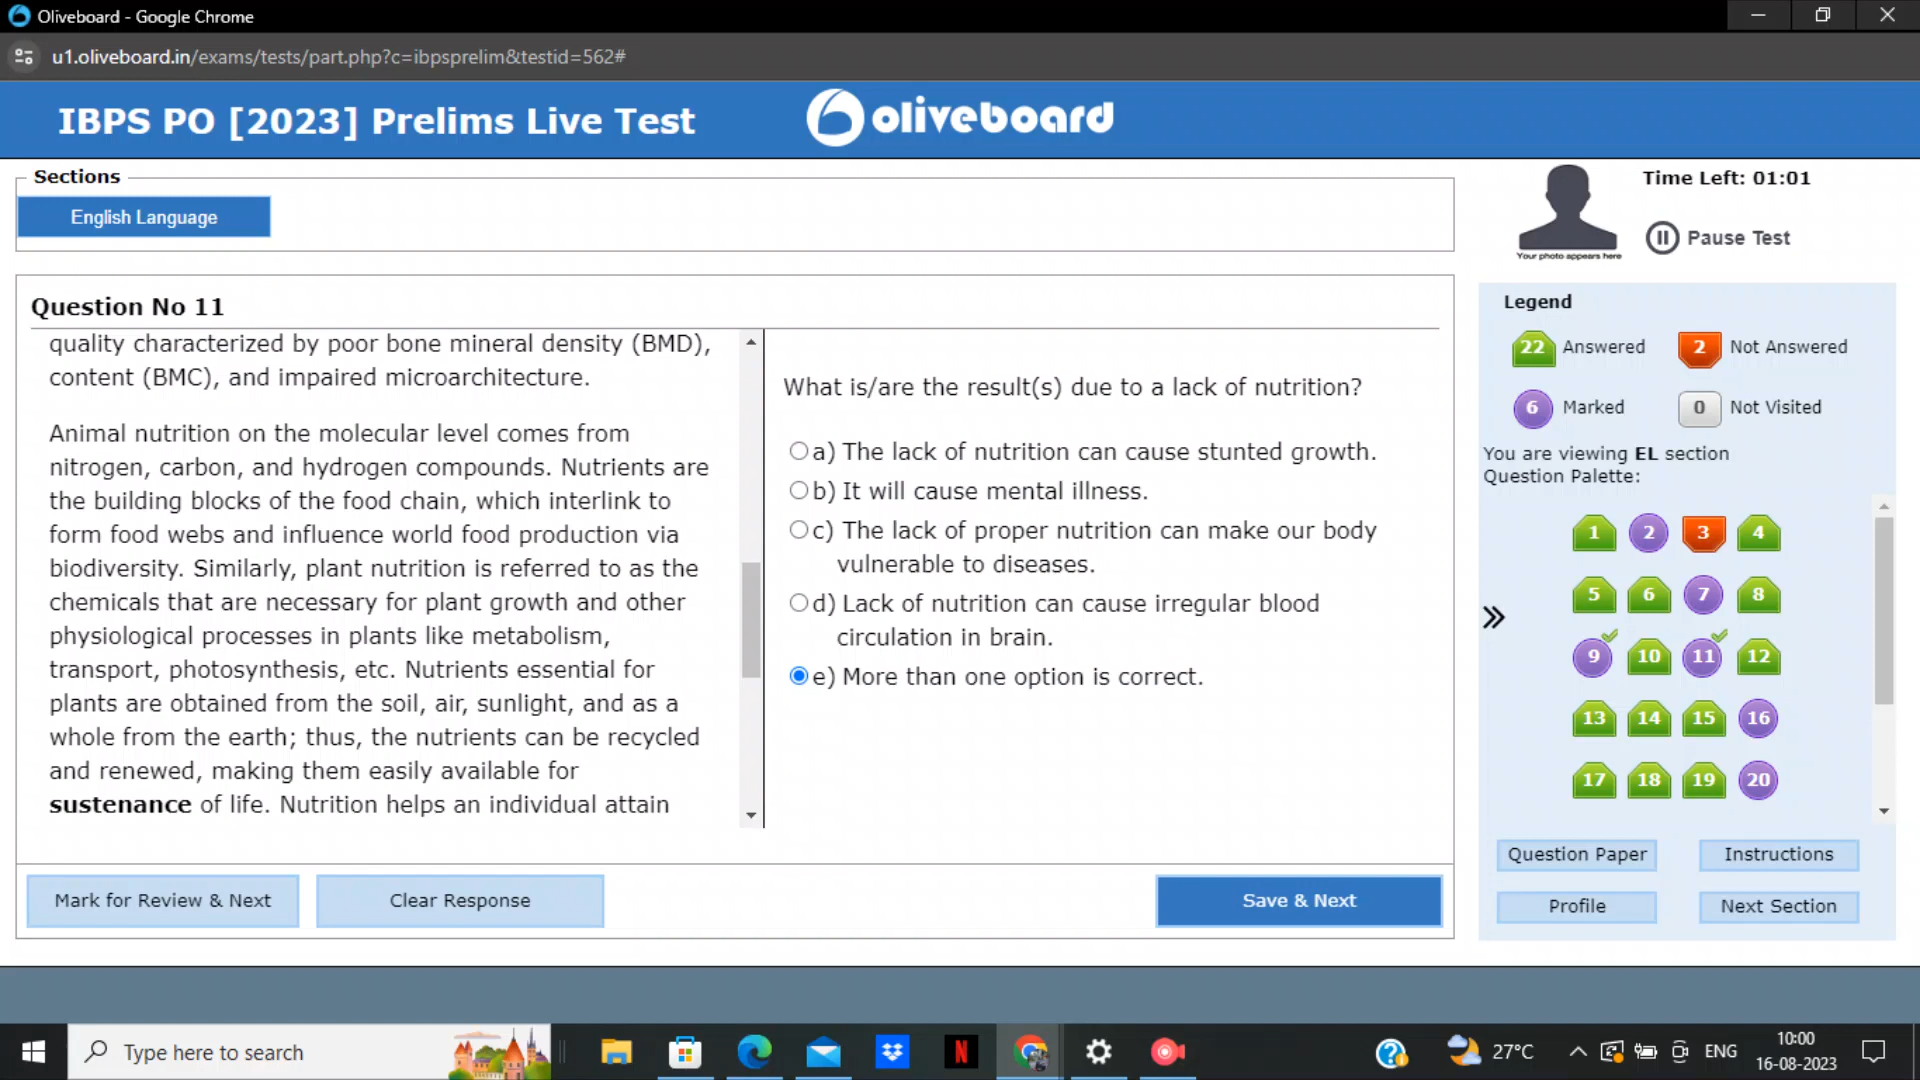 Oliveboard - Google Chrome
u1.oliveboard.in/exams/tests/part.php?c=ibpsprelim&testid=562#
IBPS PO [2023] Prelims Live Test
oliveboard
Sections
English Language
Your photo appears here
Time Left: 01:01
Pause Test
Question No 11
quality characterized by poor bone mineral density (BMD),
content (BMC), and impaired microarchitecture.
Animal nutrition on the molecular level comes from
nitrogen, carbon, and hydrogen compounds. Nutrients are
the building blocks of the food chain, which interlink to
form food webs and influence world food production via
biodiversity. Similarly, plant nutrition is referred to as the
chemicals that are necessary for plant growth and other
physiological processes in plants like metabolism,
transport, photosynthesis, etc. Nutrients essential for
plants are obtained from the soil, air, sunlight, and as a
whole from the earth; thus, the nutrients can be recycled
and renewed, making them easily available for
sustenance of life. Nutrition helps an individual attain
What is/are the result(s) due to a lack of nutrition?
a) The lack of nutrition can cause stunted growth.
b) It will cause mental illness.
c) The lack of proper nutrition can make our body
vulnerable to diseases.
d) Lack of nutrition can cause irregular blood
circulation in brain.
e) More than one option is correct.
Mark for Review & Next
Clear Response
Save & Next
Legend
22 Answered
2 Not Answered
6 Marked
0 Not Visited
You are viewing EL section
Question Palette:
1 2 3 4
5 6 7 8
9 10 11 12
13 14 15 16
17 18 19 20
Question Paper
Instructions
Profile
Next Section
Type here to search
27°C
ENG
10:00
16-08-2023